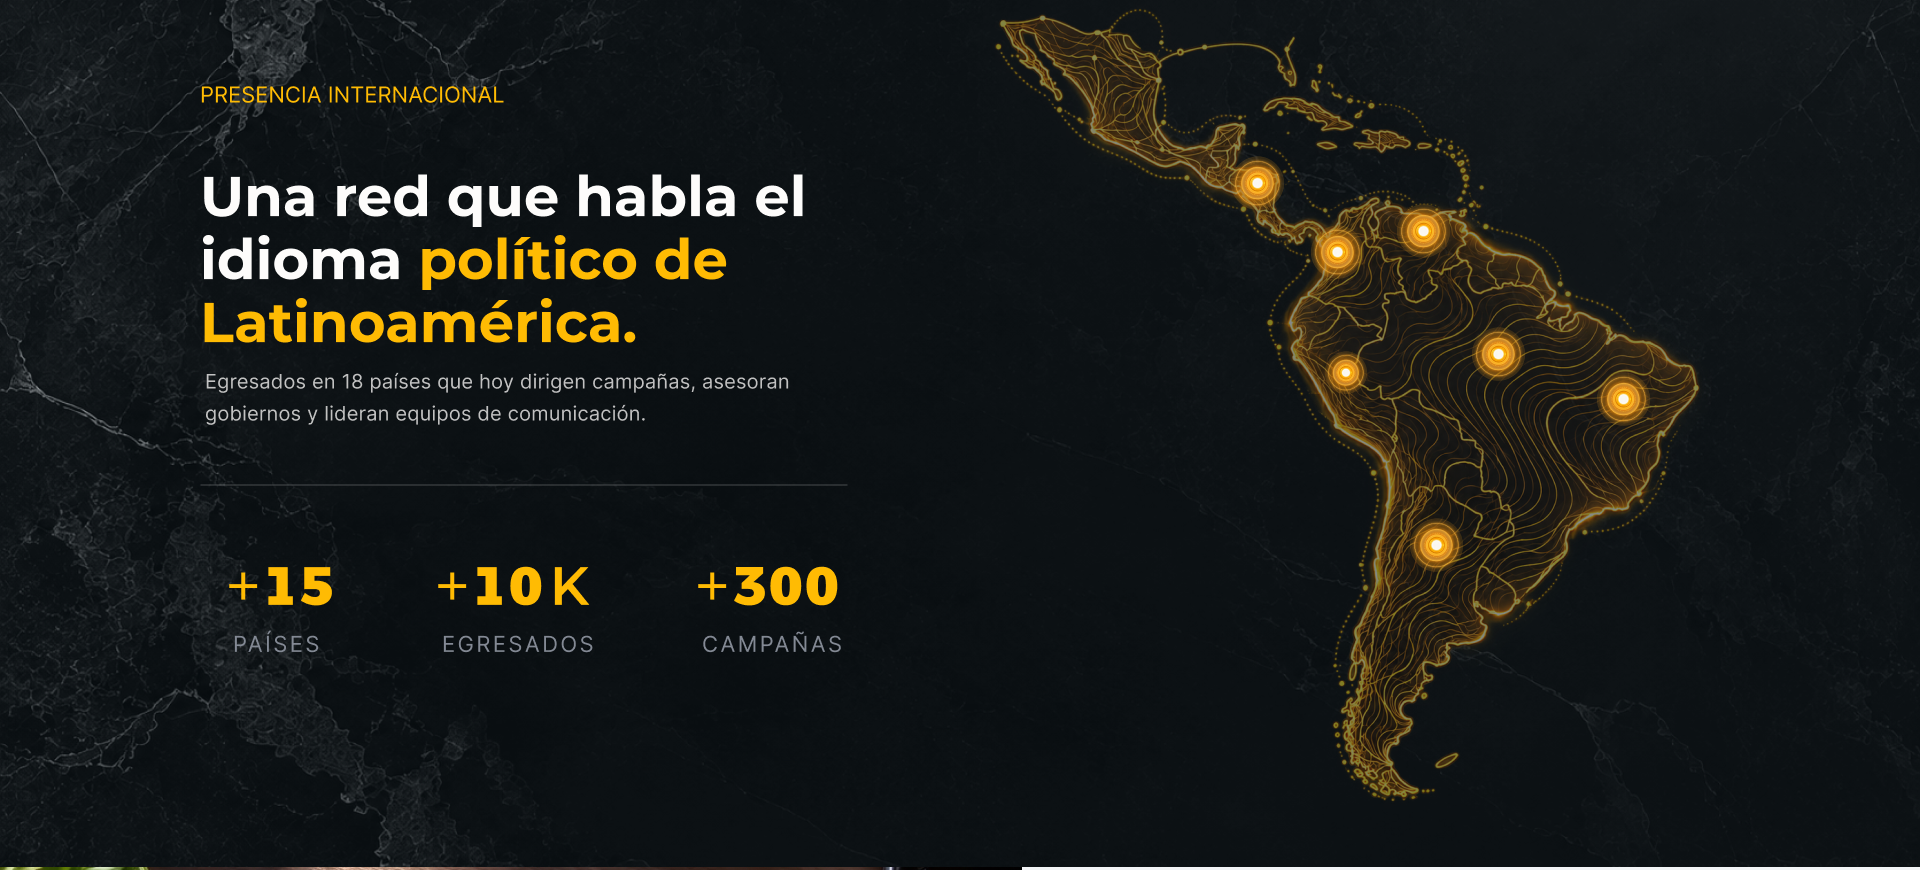 PRESENCIA INTERNACIONAL
Una red que habla el
idioma político de
Latinoamérica.
Egresados en 18 países que hoy dirigen campañas, asesoran
gobiernos y lideran equipos de comunicación.
+15
PAÍSES
+10K
EGRESADOS
+300
CAMPAÑAS